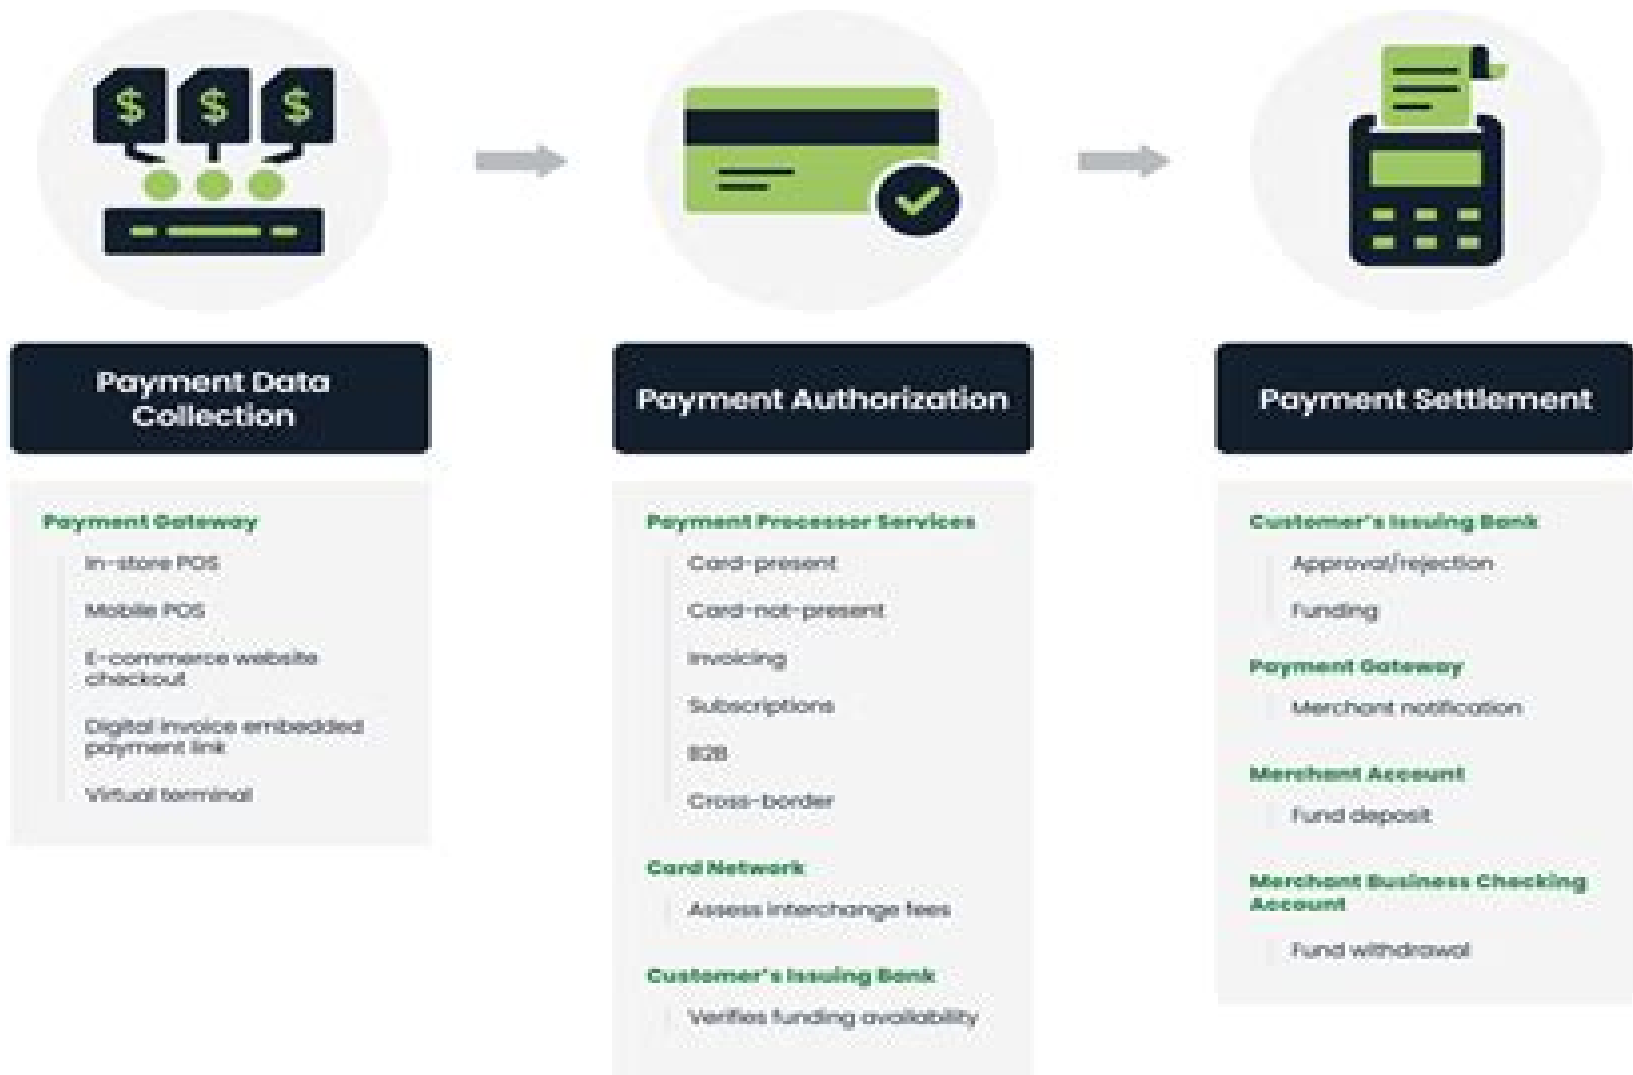 $ $ $
Payment Data
Collection
Payment Gateway
In-store POS
Mobile POS
E-commerce website
checkout
Digital invoice embedded
payment link
Virtual terminal
Payment Authorization
Payment Processor Services
Card-present
Card-not-present
Invoicing
Subscriptions
B2B
Cross-border
Card Network
Assess interchange fees
Customer's Issuing Bank
Verifies funding availability
Payment Settlement
Customer's Issuing Bank
Approval/rejection
Funding
Payment Gateway
Merchant notification
Merchant Account
Fund deposit
Merchant Business Checking
Account
Fund withdrawal